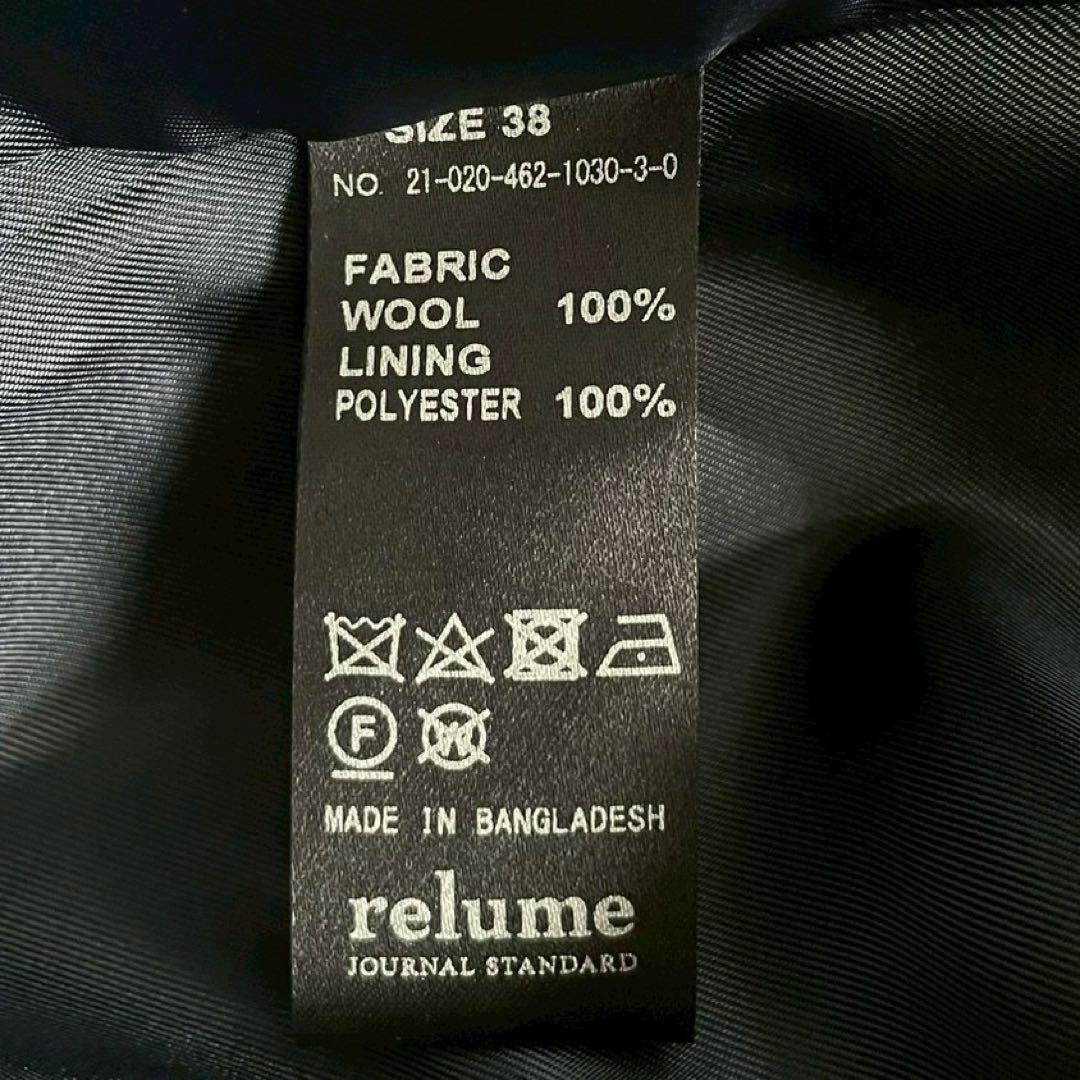 SIZE 38
NO. 21-020-462-1030-3-0
FABRIC
WOOL 100%
LINING
POLYESTER 100%
F W
MADE IN BANGLADESH
relume
JOURNAL STANDARD